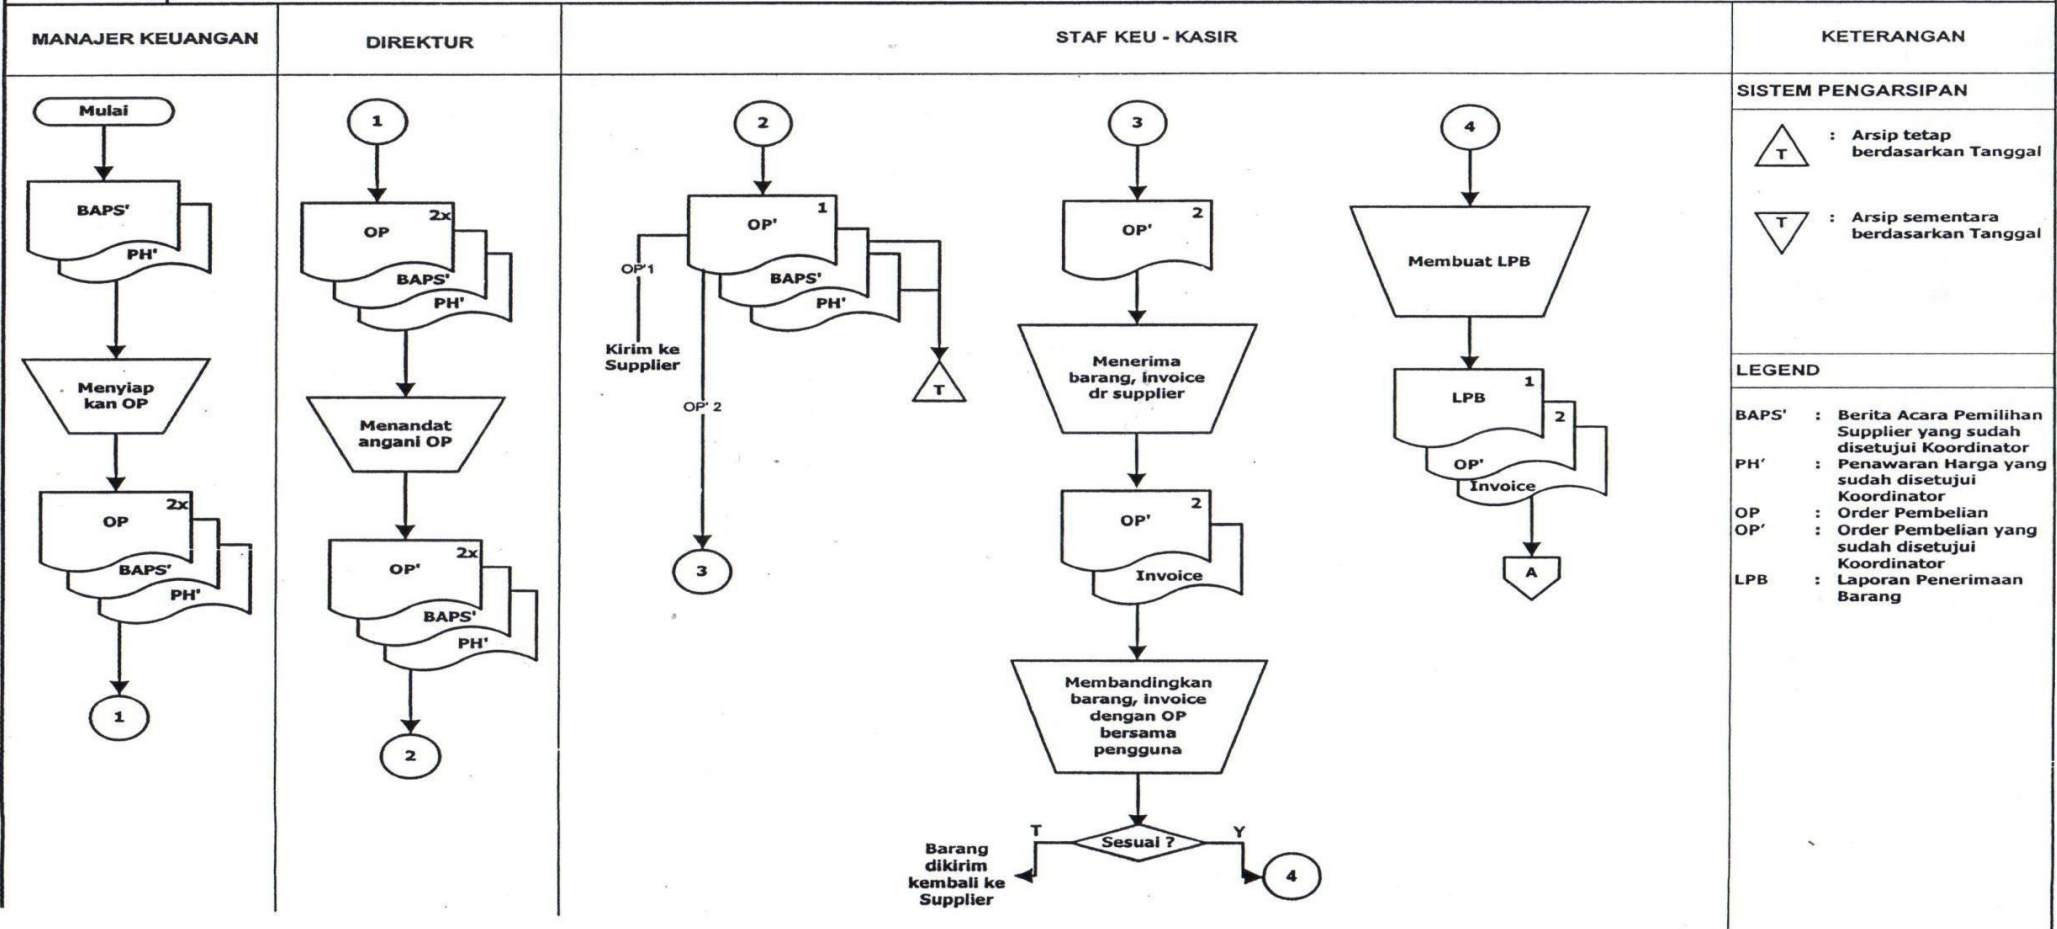 MANAJER KEUANGAN
DIREKTUR
STAF KEU - KASIR
KETERANGAN
Mulai
BAPS'
PH'
Menyiap
kan OP
2x
OP
BAPS'
PH'
1
1
2x
OP
BAPS'
PH'
Menandat
angani OP
2x
OP'
BAPS'
PH'
2
2
1
OP'
BAPS'
PH'
OP'1
Kirim ke
Supplier
OP' 2
T
3
3
2
OP'
Menerima
barang, invoice
dr supplier
2
OP'
Invoice
Membandingkan
barang, invoice
dengan OP
bersama
pengguna
Sesuai ?
T
Y
Barang
dikirim
kembali ke
Supplier
4
4
Membuat LPB
1
LPB
2
OP'
Invoice
A
SISTEM PENGARSIPAN
T : Arsip tetap
berdasarkan Tanggal
T : Arsip sementara
berdasarkan Tanggal
LEGEND
BAPS' : Berita Acara Pemilihan
Supplier yang sudah
disetujui Koordinator
PH' : Penawaran Harga yang
sudah disetujui
Koordinator
OP : Order Pembelian
OP' : Order Pembelian yang
sudah disetujui
Koordinator
LPB : Laporan Penerimaan
Barang